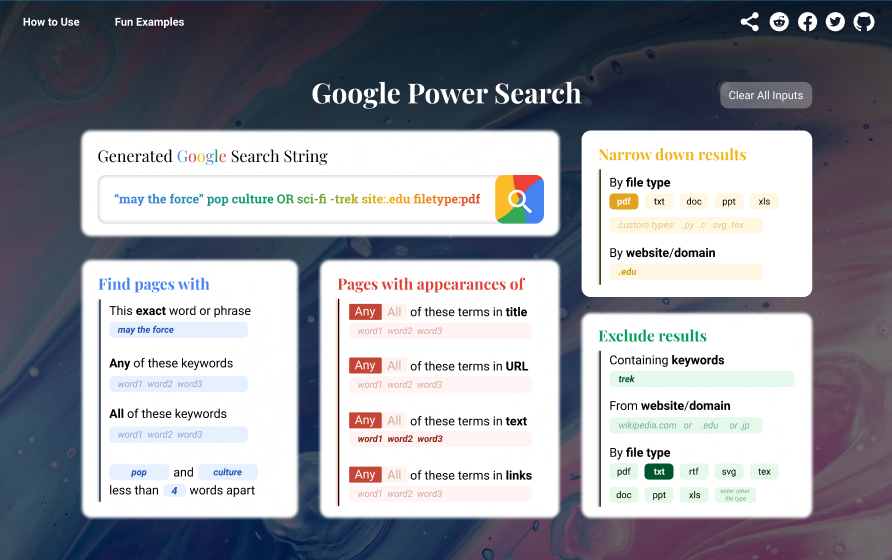 How to Use
Fun Examples
Google Power Search
Clear All Inputs
Generated Google Search String
“may the force” pop culture OR sci-fi -trek site:.edu filetype:pdf
Find pages with
This exact word or phrase
may the force
Any of these keywords
word1 word2 word3
All of these keywords
word1 word2 word3
pop and culture
less than 4 words apart
Pages with appearances of
Any All of these terms in title
word1 word2 word3
Any All of these terms in URL
word1 word2 word3
Any All of these terms in text
word1 word2 word3
Any All of these terms in links
word1 word2 word3
Narrow down results
By file type
pdf txt doc ppt xls
custom types: .py .c .svg .tex
By website/domain
.edu
Exclude results
Containing keywords
trek
From website/domain
wikipedia.com or .edu or .jp
By file type
pdf txt rtf svg tex
doc ppt xls enter other
file type